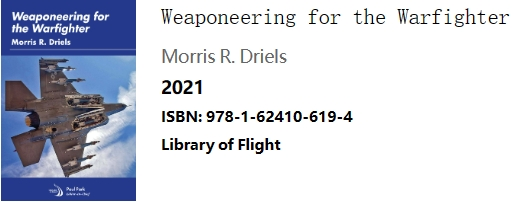 Weaponeering for
the Warfighter
Morris R. Driels
Weaponeering for the Warfighter
Morris R. Driels
2021
ISBN: 978-1-62410-619-4
Library of Flight